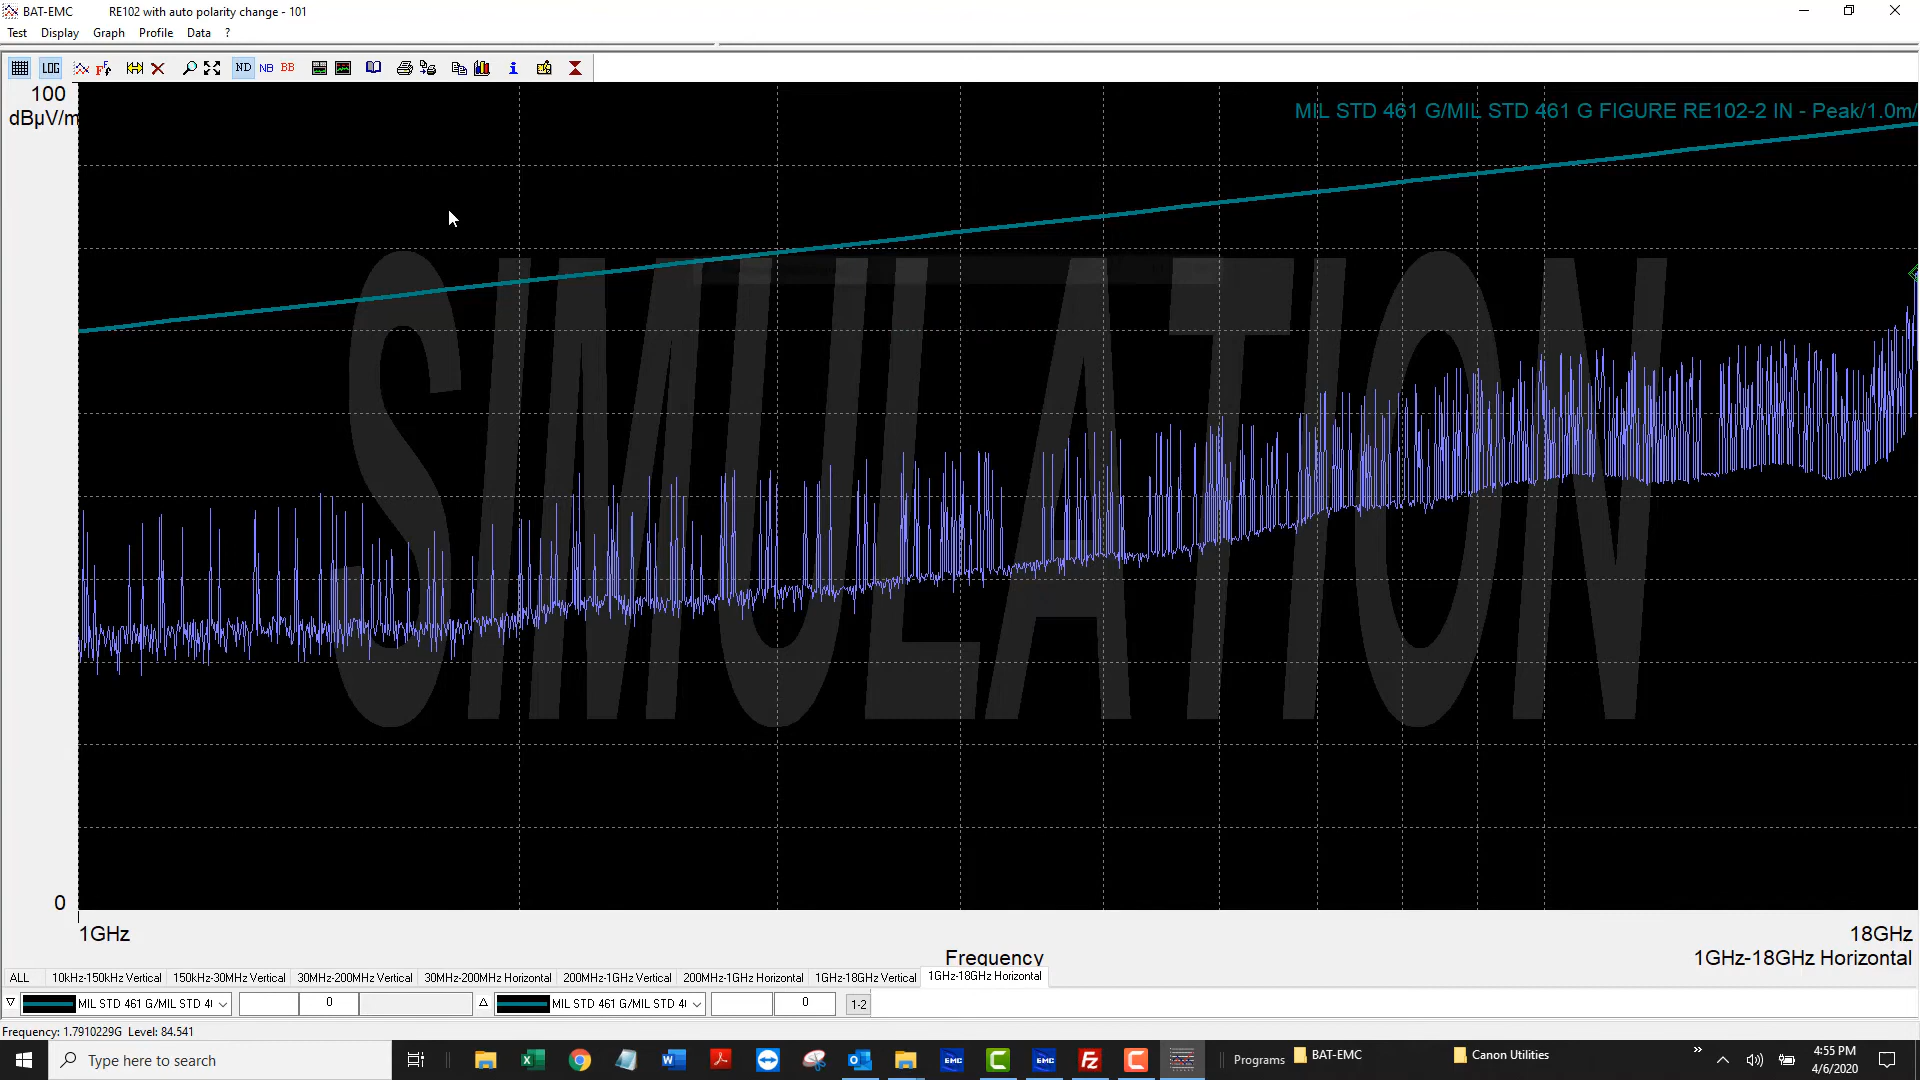 BAT-EMC RE102 with auto polarity change - 101
Test Display Graph Profile Data ?
LOG ND NB BB
100
dBµV/m
MIL STD 461 G/MIL STD 461 G FIGURE RE102-2 IN - Peak/1.0m/
SIMULATION
0
1GHz 18GHz
Frequency 1GHz-18GHz Horizontal
ALL 10kHz-150kHz Vertical 150kHz-30MHz Vertical 30MHz-200MHz Vertical 30MHz-200MHz Horizontal 200MHz-1GHz Vertical 200MHz-1GHz Horizontal 1GHz-18GHz Vertical 1GHz-18GHz Horizontal
MIL STD 461 G/MIL STD 4 0 MIL STD 461 G/MIL STD 4 0 1-2
Frequency: 1.7910229G Level: 84.541
Type here to search EMC EMC Programs BAT-EMC Canon Utilities » 4:55 PM
4/6/2020